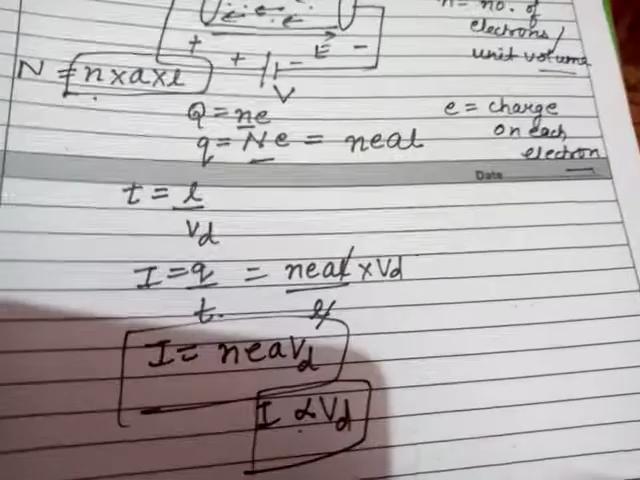 n = no. of
electrons/
unit volume
e e
+ E -
+ -
V
N = n×a×l
Q = ne
q = Ne = neal
e = charge
on each
electron
Date
t = l
Vd
I = q = neal × Vd
t. l
I = neaVd
I ∝ Vd